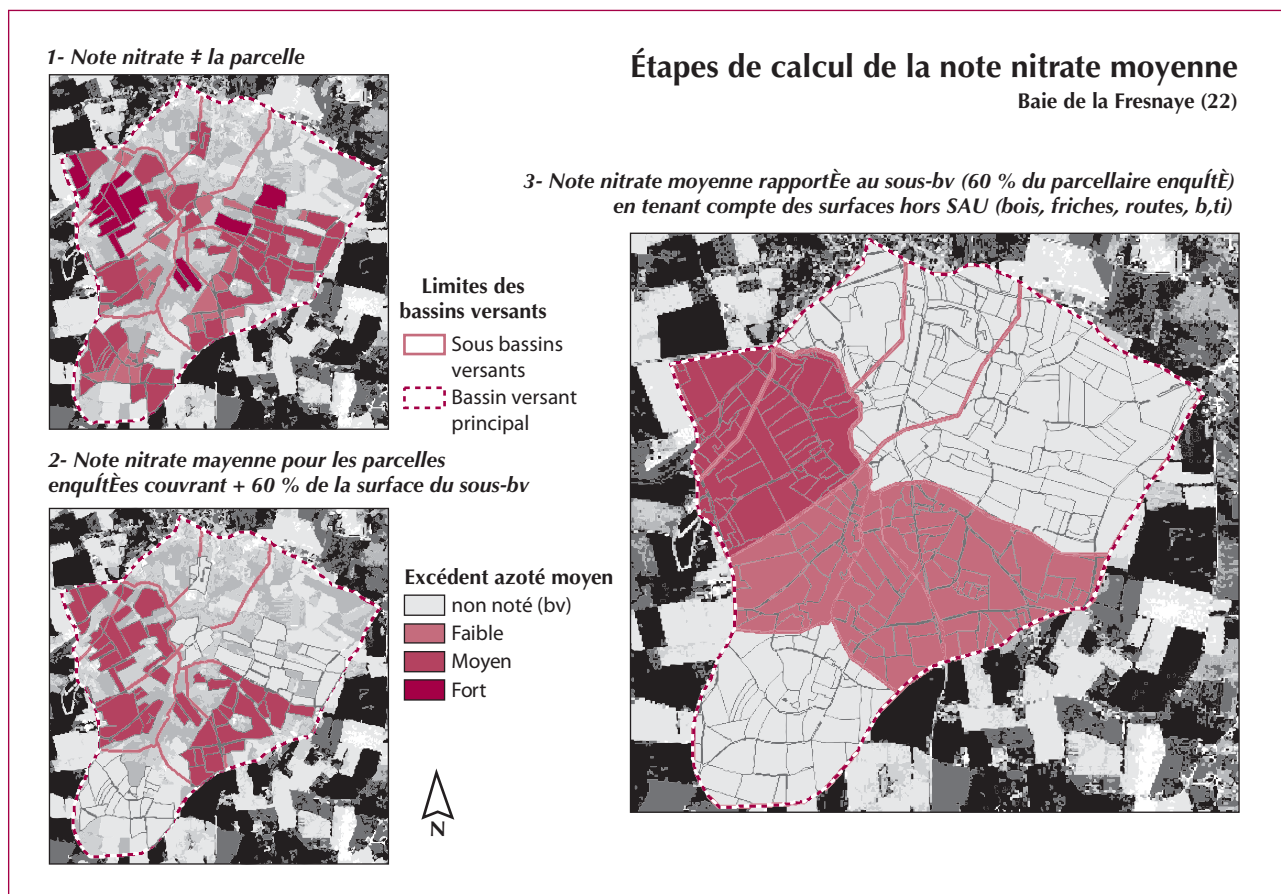 1- Note nitrate ‡ la parcelle
Étapes de calcul de la note nitrate moyenne
Baie de la Fresnaye (22)
3- Note nitrate moyenne rapportÈe au sous-bv (60 % du parcellaire enquÍtÈ)
en tenant compte des surfaces hors SAU (bois, friches, routes, b‚ti)
Limites des
bassins versants
Sous bassins
versants
Bassin versant
principal
2- Note nitrate mayenne pour les parcelles
enquÍtÈes couvrant + 60 % de la surface du sous-bv
Excédent azoté moyen
non noté (bv)
Faible
Moyen
Fort
N